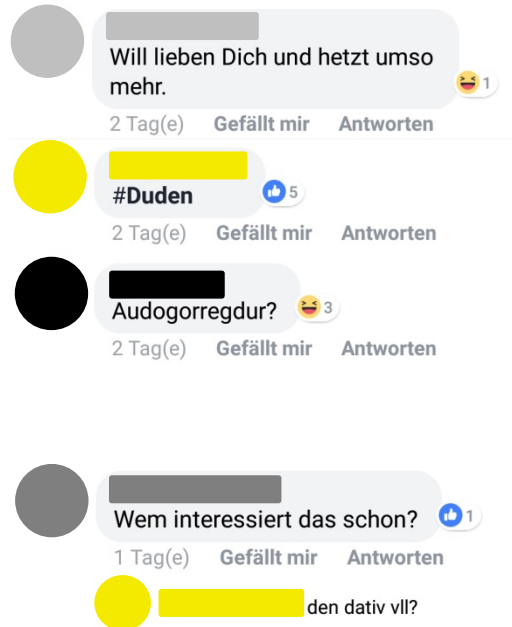 Will lieben Dich und hetzt umso
mehr.
1
2 Tag(e) Gefällt mir Antworten
#Duden
5
2 Tag(e) Gefällt mir Antworten
Audogorregdur?
3
2 Tag(e) Gefällt mir Antworten
Wem interessiert das schon?
1
1 Tag(e) Gefällt mir Antworten
den dativ vll?